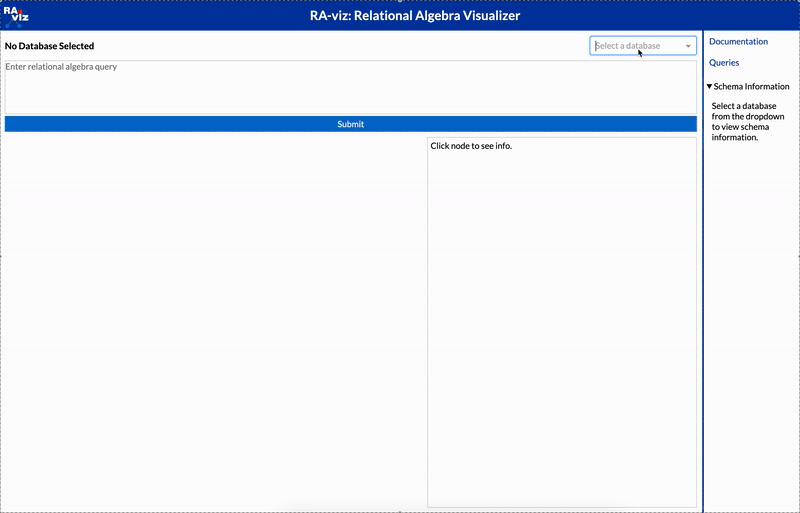 RA
viz
RA-viz: Relational Algebra Visualizer
No Database Selected
Select a database
Enter relational algebra query
Submit
Click node to see info.
Documentation
Queries
▼ Schema Information
Select a database
from the dropdown
to view schema
information.